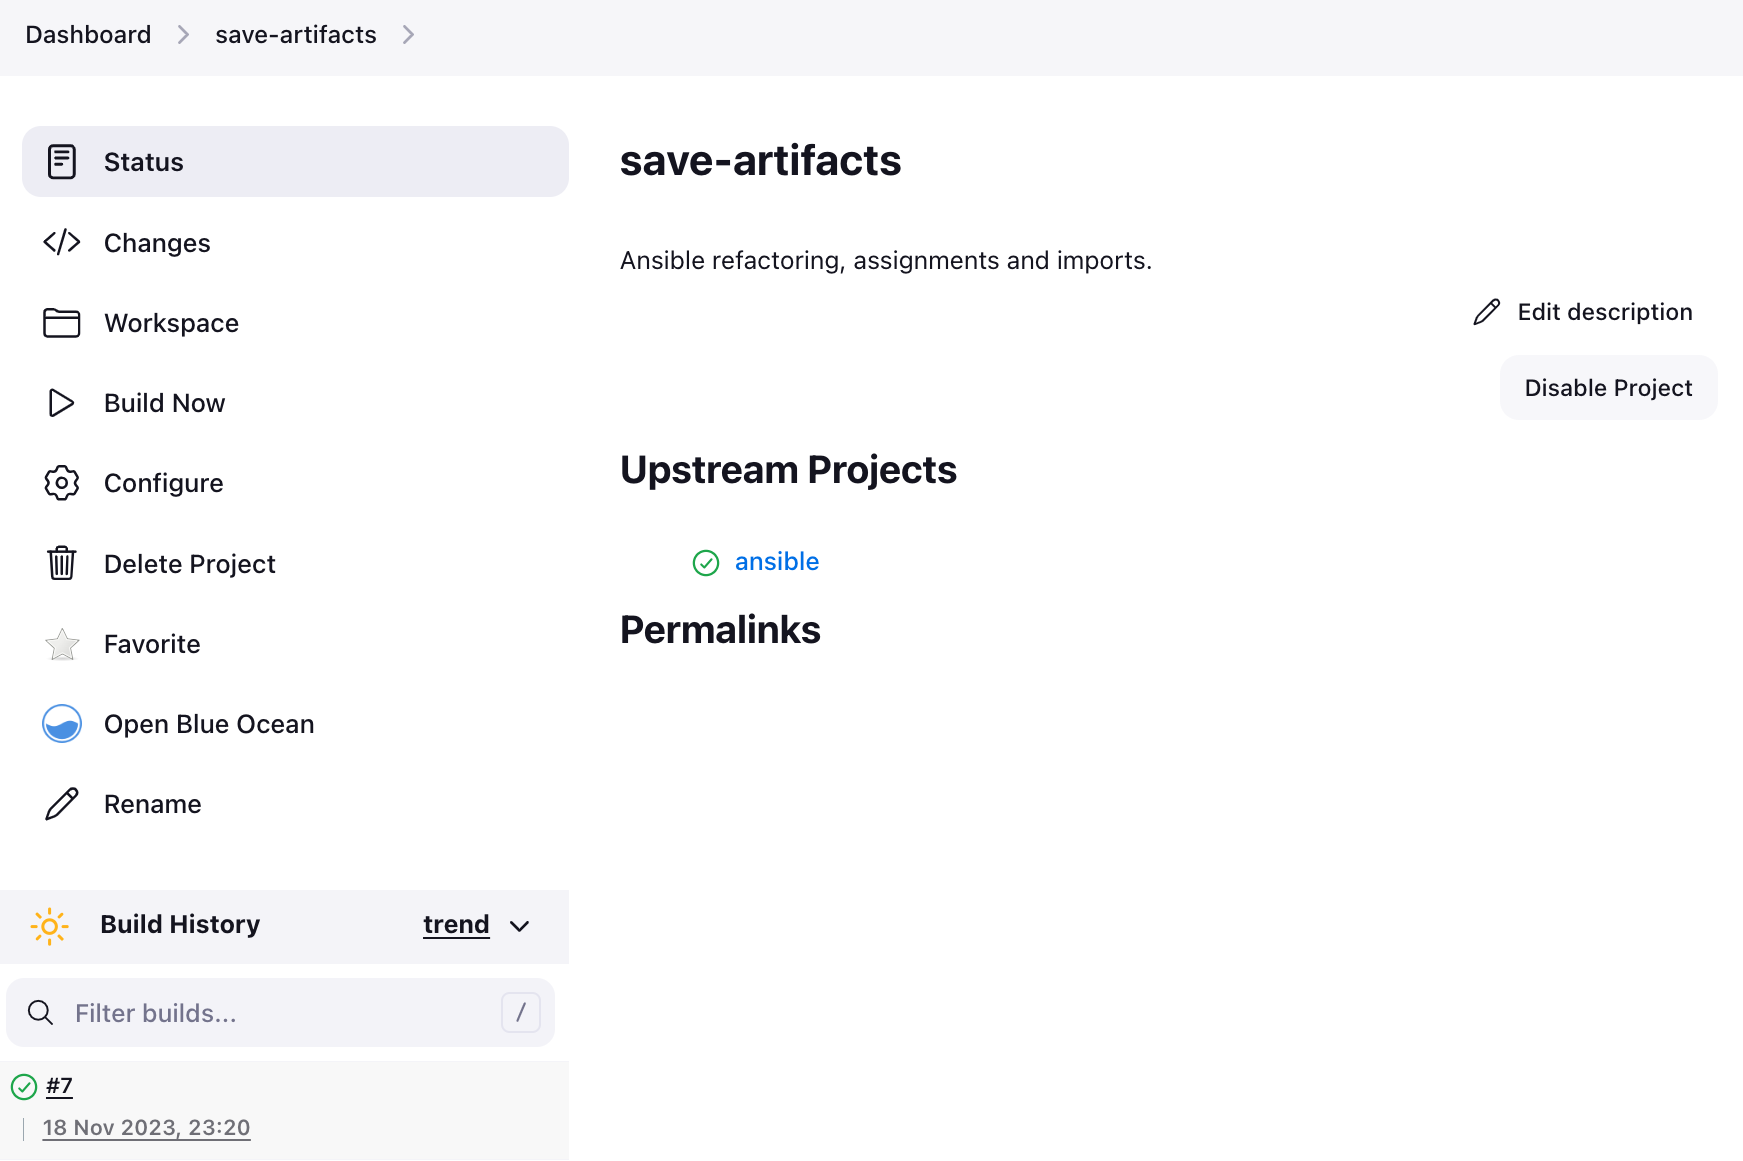 Dashboard
save-artifacts
Status
Changes
Workspace
Build Now
Configure
Delete Project
Favorite
Open Blue Ocean
Rename
Build History
trend
Filter builds...
/
#7
18 Nov 2023, 23:20
save-artifacts
Ansible refactoring, assignments and imports.
Edit description
Disable Project
Upstream Projects
ansible
Permalinks